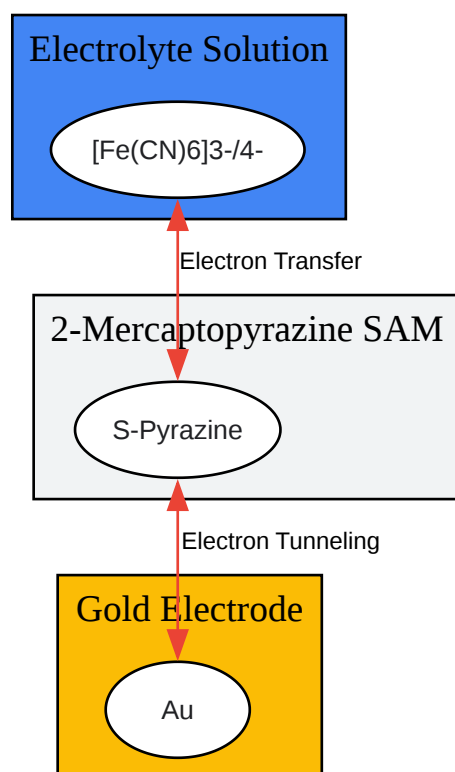 Electrolyte Solution
[Fe(CN)6]3-/4-
Electron Transfer
2-Mercaptopyrazine SAM
S-Pyrazine
Electron Tunneling
Gold Electrode
Au